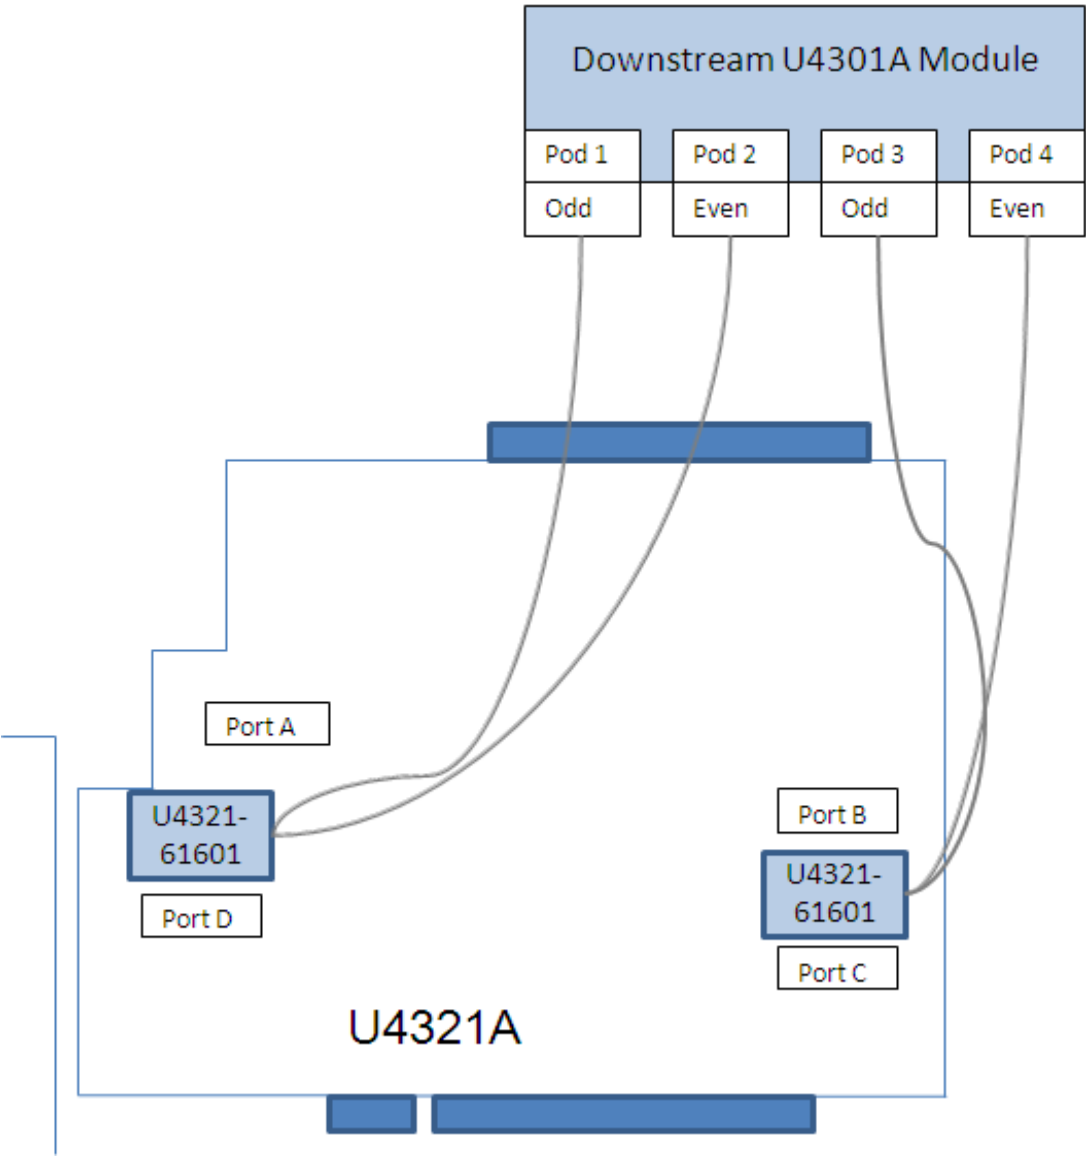 Downstream U4301A Module
Pod 1
Pod 2
Pod 3
Pod 4
Odd
Even
Odd
Even
Port A
U4321-
61601
Port D
Port B
U4321-
61601
Port C
U4321A